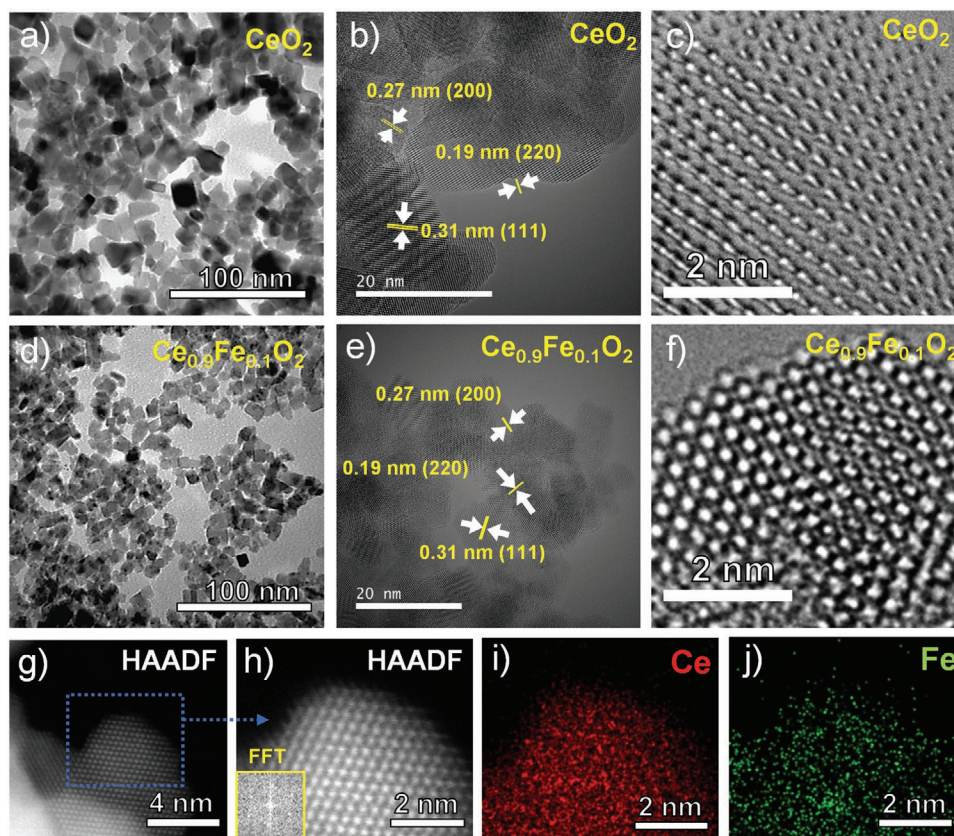 a)
CeO₂
100 nm
b)
CeO₂
0.27 nm (200)
0.19 nm (220)
0.31 nm (111)
20 nm
c)
CeO₂
2 nm
d)
Ce₀.₉Fe₀.₁O₂
100 nm
e)
Ce₀.₉Fe₀.₁O₂
0.27 nm (200)
0.19 nm (220)
0.31 nm (111)
20 nm
f)
Ce₀.₉Fe₀.₁O₂
2 nm
g)
HAADF
4 nm
h)
HAADF
FFT
2 nm
i)
Ce
2 nm
j)
Fe
2 nm